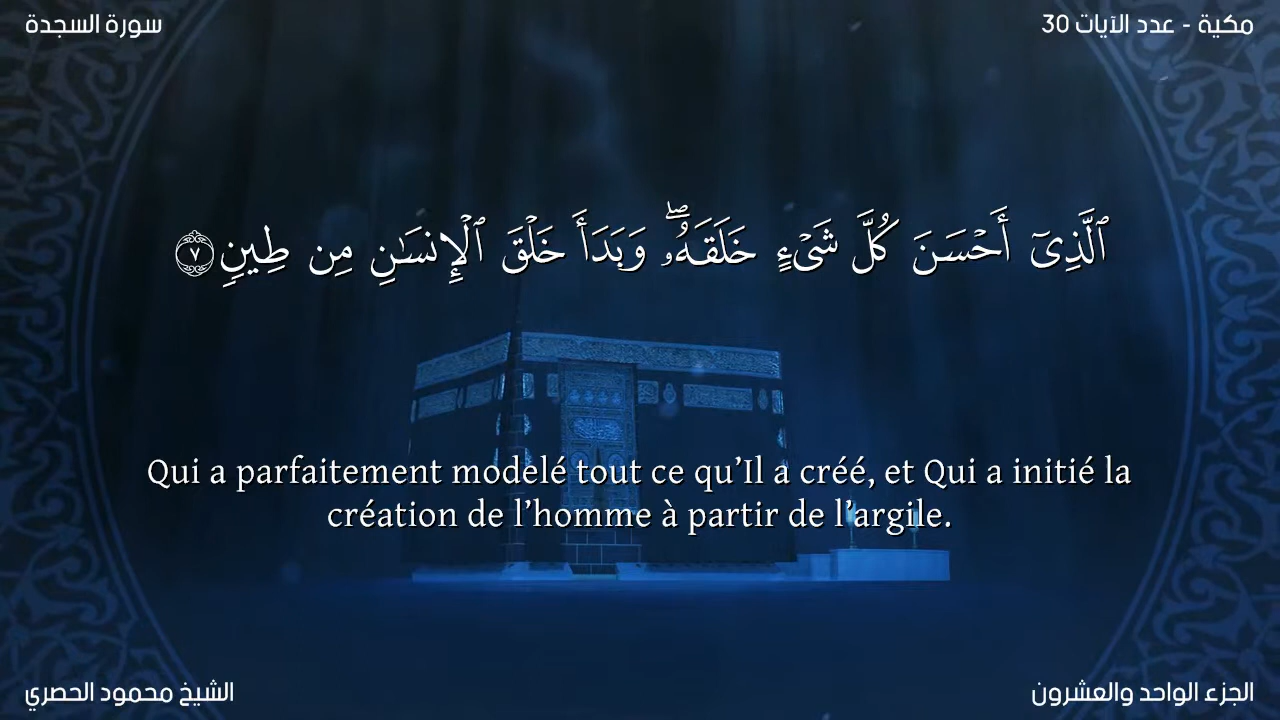 سورة السجدة
مكية - عدد الآيات 30
ٱلَّذِىٓ أَحْسَنَ كُلَّ شَىْءٍ خَلَقَهُۥ ۖ وَبَدَأَ خَلْقَ ٱلْإِنسَـٰنِ مِن طِينٍ ٧
Qui a parfaitement modelé tout ce qu’Il a créé, et Qui a initié la
création de l’homme à partir de l’argile.
الشيخ محمود الحصري
الجزء الواحد والعشرون